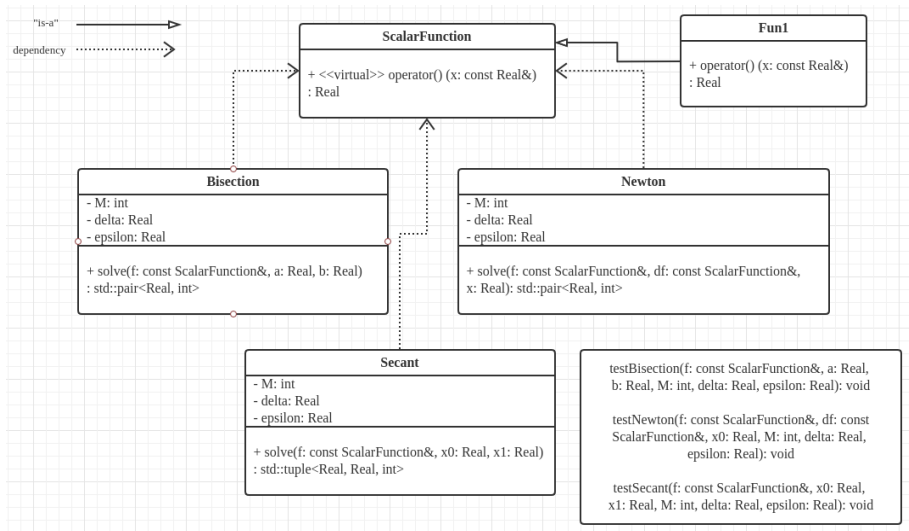 "is-a"
dependency
ScalarFunction
+ <<virtual>> operator() (x: const Real&)
: Real
Fun1
+ operator() (x: const Real&)
: Real
Bisection
- M: int
- delta: Real
- epsilon: Real
+ solve(f: const ScalarFunction&, a: Real, b: Real)
: std::pair<Real, int>
Newton
- M: int
- delta: Real
- epsilon: Real
+ solve(f: const ScalarFunction&, df: const ScalarFunction&,
x: Real): std::pair<Real, int>
Secant
- M: int
- delta: Real
- epsilon: Real
+ solve(f: const ScalarFunction&, x0: Real, x1: Real)
: std::tuple<Real, Real, int>
testBisection(f: const ScalarFunction&, a: Real,
b: Real, M: int, delta: Real, epsilon: Real): void
testNewton(f: const ScalarFunction&, df: const
ScalarFunction&, x0: Real, M: int, delta: Real,
epsilon: Real): void
testSecant(f: const ScalarFunction&, x0: Real,
x1: Real, M: int, delta: Real, epsilon: Real): void